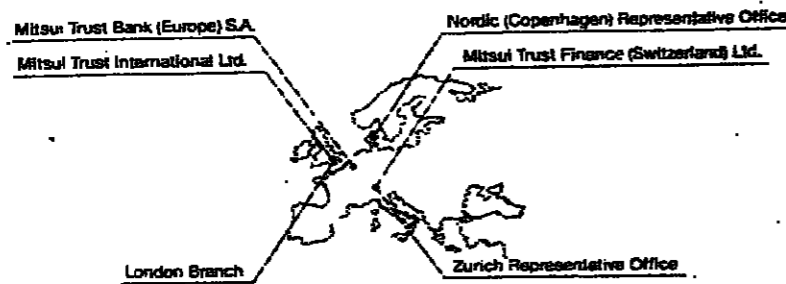 Mitsui Trust Bank (Europe) S.A.
Mitsui Trust International Ltd.
Nordic (Copenhagen) Representative Office
Mitsui Trust Finance (Switzerland) Ltd.
London Branch
Zurich Representative Office